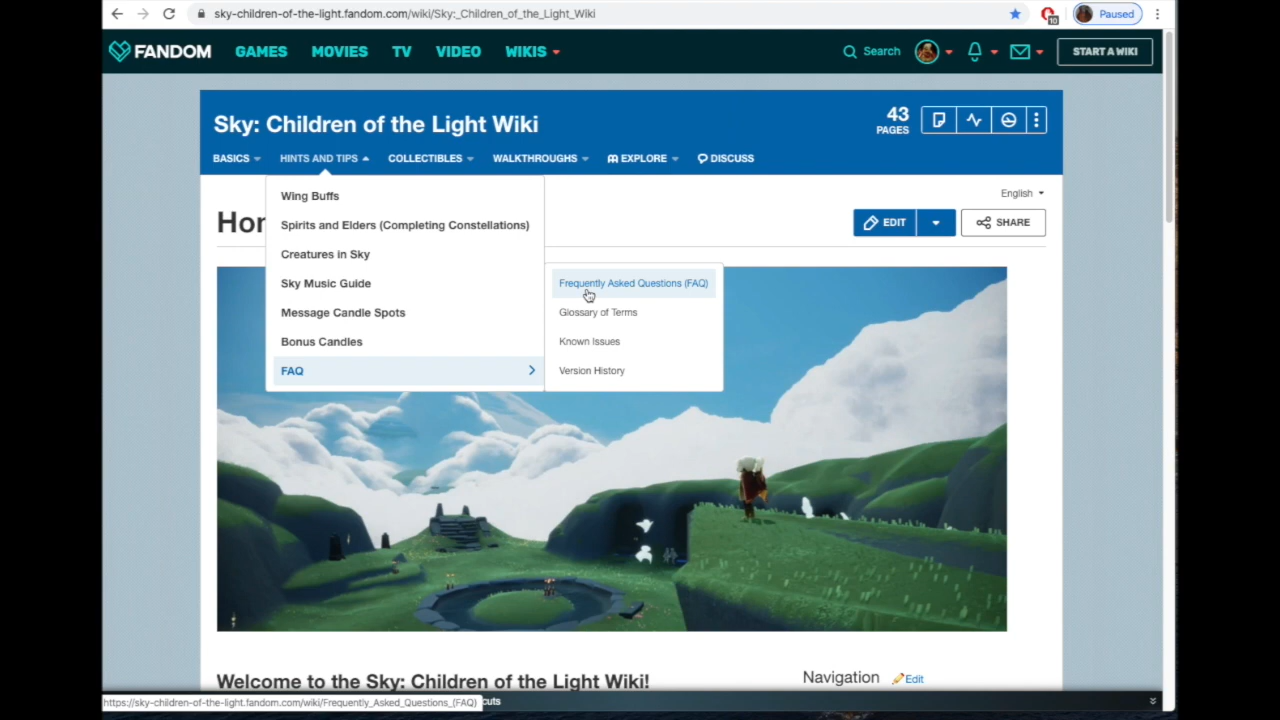 sky-children-of-the-light.fandom.com/wiki/Sky:_Children_of_the_Light_Wiki
10
Paused
FANDOM
GAMES
MOVIES
TV
VIDEO
WIKIS
Search
START A WIKI
Sky: Children of the Light Wiki
43
PAGES
BASICS
HINTS AND TIPS
COLLECTIBLES
WALKTHROUGHS
EXPLORE
DISCUSS
English
Wing Buffs
Hom
EDIT
SHARE
Spirits and Elders (Completing Constellations)
Creatures in Sky
Sky Music Guide
Message Candle Spots
Bonus Candles
FAQ
Frequently Asked Questions (FAQ)
Glossary of Terms
Known Issues
Version History
Welcome to the Sky: Children of the Light Wiki!
Navigation
Edit
https://sky-children-of-the-light.fandom.com/wiki/Frequently_Asked_Questions_(FAQ)
cuts